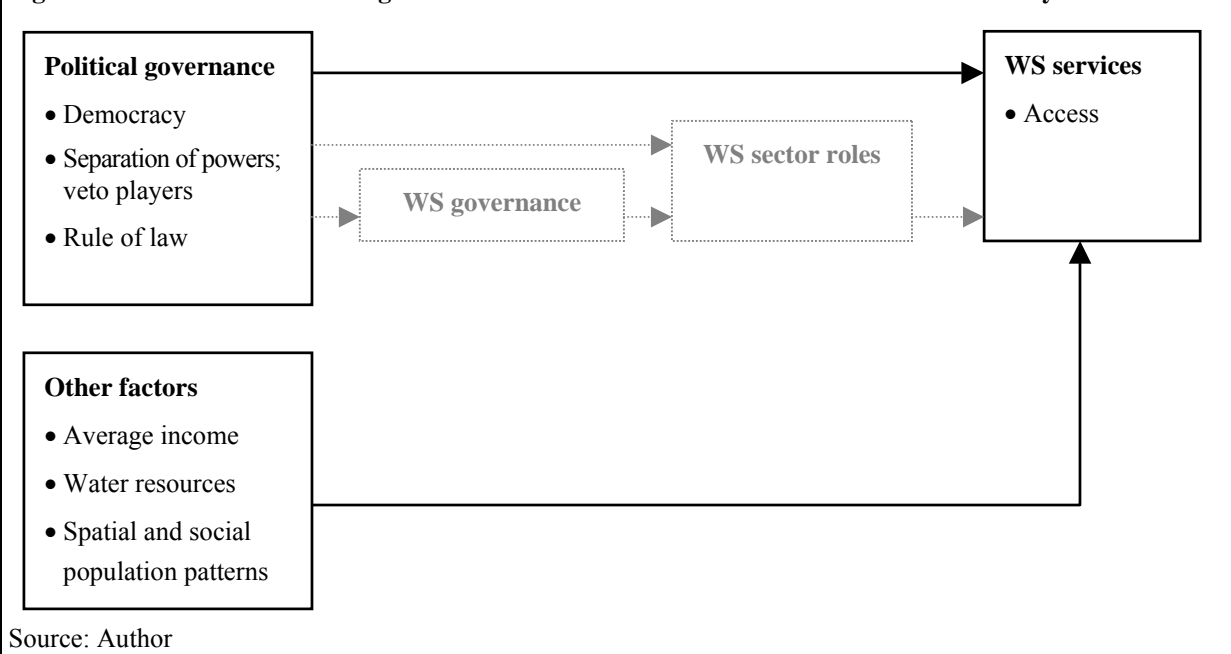 Political governance
• Democracy
• Separation of powers;
veto players
• Rule of law
WS governance
WS sector roles
WS services
• Access
Other factors
• Average income
• Water resources
• Spatial and social
population patterns
Source: Author